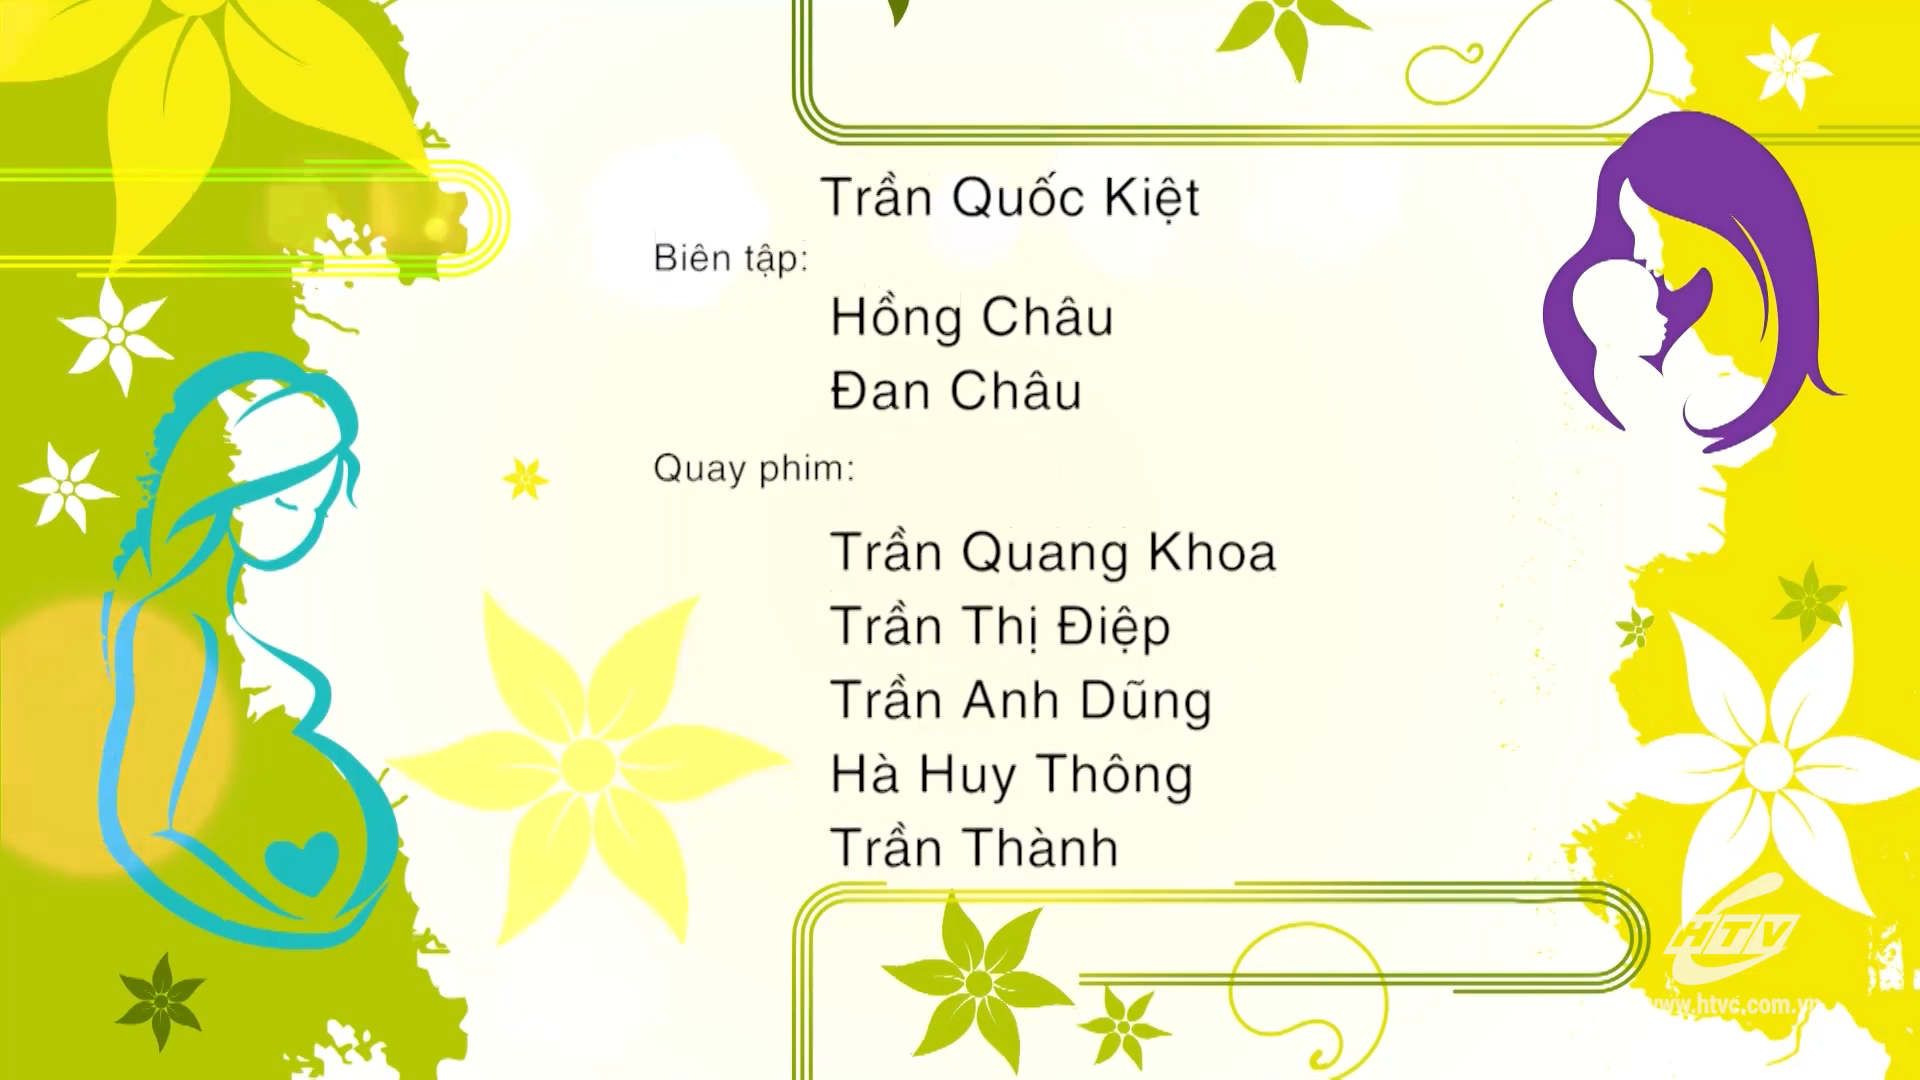 Trần Quốc Kiệt
Biên tập:
Hồng Châu
Đan Châu
Quay phim:
Trần Quang Khoa
Trần Thị Điệp
Trần Anh Dũng
Hà Huy Thông
Trần Thành
HTV
www.htvc.com.vn